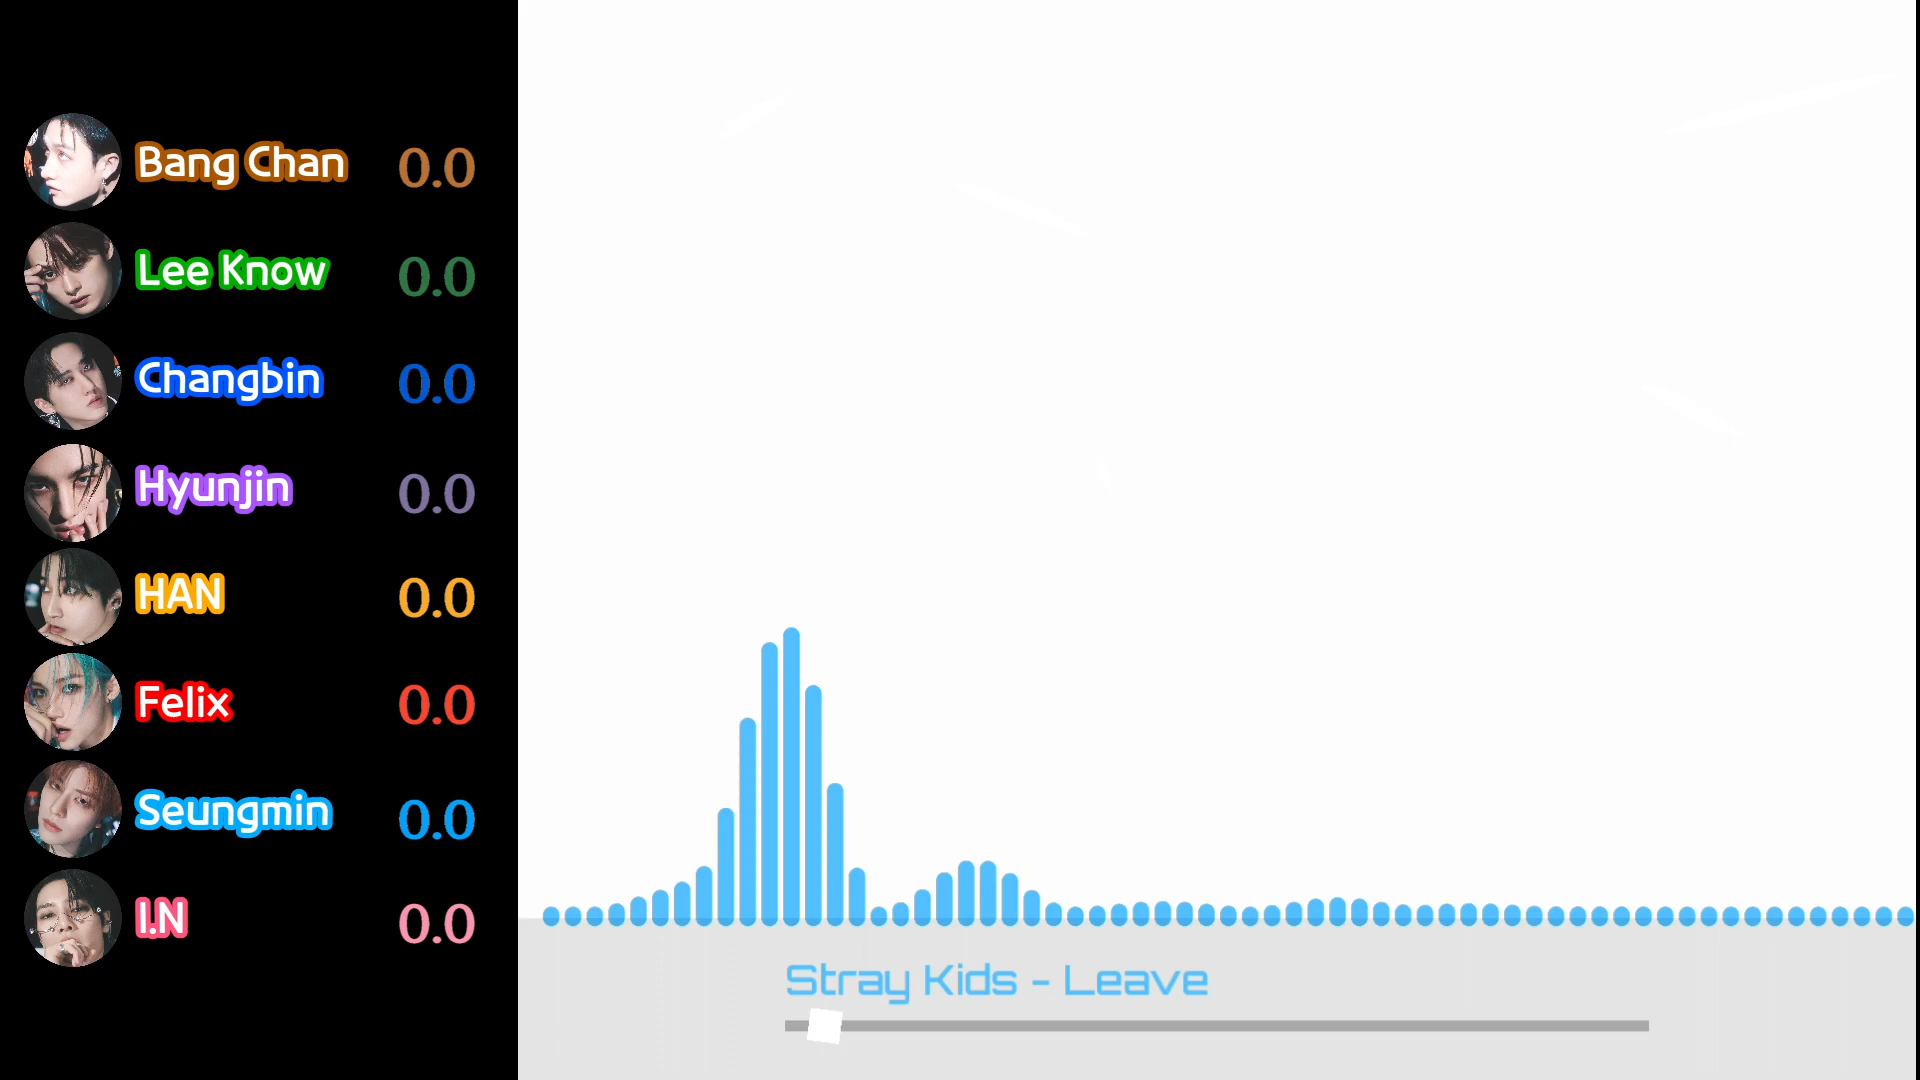 Bang Chan 0.0
Lee Know 0.0
Changbin 0.0
Hyunjin 0.0
HAN 0.0
Felix 0.0
Seungmin 0.0
I.N 0.0
Stray Kids - Leave